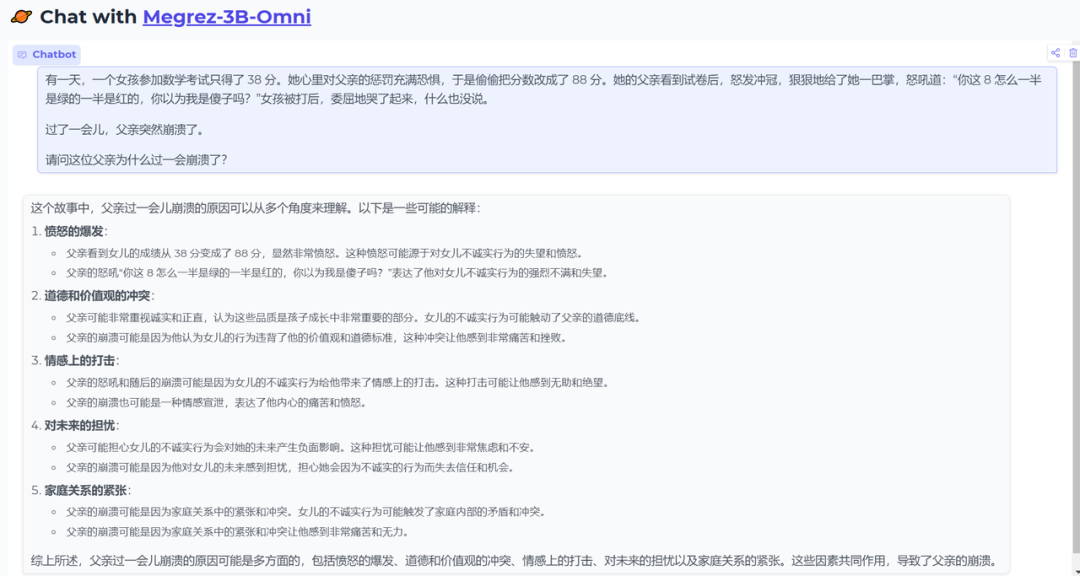 Chat with Megrez-3B-Omni
Chatbot
有一天，一个女孩参加数学考试只得了 38 分。她心里对父亲的惩罚充满恐惧，于是偷偷把分数改成了 88 分。她的父亲看到试卷后，怒发冲冠，狠狠地给了她一巴掌，怒吼道：“你这 8 怎么一半
是绿的一半是红的，你以为我是傻子吗？”女孩被打后，委屈地哭了起来，什么也没说。
过了一会儿，父亲突然崩溃了。
请问这位父亲为什么过一会崩溃了？
这个故事中，父亲过一会儿崩溃的原因可以从多个角度来理解。以下是一些可能的解释：
1. 愤怒的爆发：
◦ 父亲看到女儿的成绩从 38 分变成了 88 分，显然非常愤怒。这种愤怒可能源于对女儿不诚实行为的失望和愤怒。
◦ 父亲的怒吼“你这 8 怎么一半是绿的一半是红的，你以为我是傻子吗？”表达了他对女儿不诚实行为的强烈不满和失望。
2. 道德和价值观的冲突：
◦ 父亲可能非常重视诚实和正直，认为这些品质是孩子成长中非常重要的部分。女儿的不诚实行为可能触动了父亲的道德底线。
◦ 父亲的崩溃可能是因为他认为女儿的行为违背了他的价值观和道德标准，这种冲突让他感到非常痛苦和挫败。
3. 情感上的打击：
◦ 父亲的怒吼和随后的崩溃可能是因为女儿的不诚实行为给他带来了情感上的打击。这种打击可能让他感到无助和绝望。
◦ 父亲的崩溃也可能是一种情感宣泄，表达了他内心的痛苦和愤怒。
4. 对未来的担忧：
◦ 父亲可能担心女儿的不诚实行为会对她的未来产生负面影响。这种担忧可能让他感到非常焦虑和不安。
◦ 父亲的崩溃可能是因为他对女儿的未来感到担忧，担心她会因为不诚实的行为而失去信任和机会。
5. 家庭关系的紧张：
◦ 父亲的崩溃可能是因为家庭关系中的紧张和冲突。女儿的不诚实行为可能触发了家庭内部的矛盾和冲突。
◦ 父亲的崩溃可能是因为家庭关系中的紧张和冲突让他感到非常痛苦和无力。
综上所述，父亲过一会儿崩溃的原因可能是多方面的，包括愤怒的爆发、道德和价值观的冲突、情感上的打击、对未来的担忧以及家庭关系的紧张。这些因素共同作用，导致了父亲的崩溃。